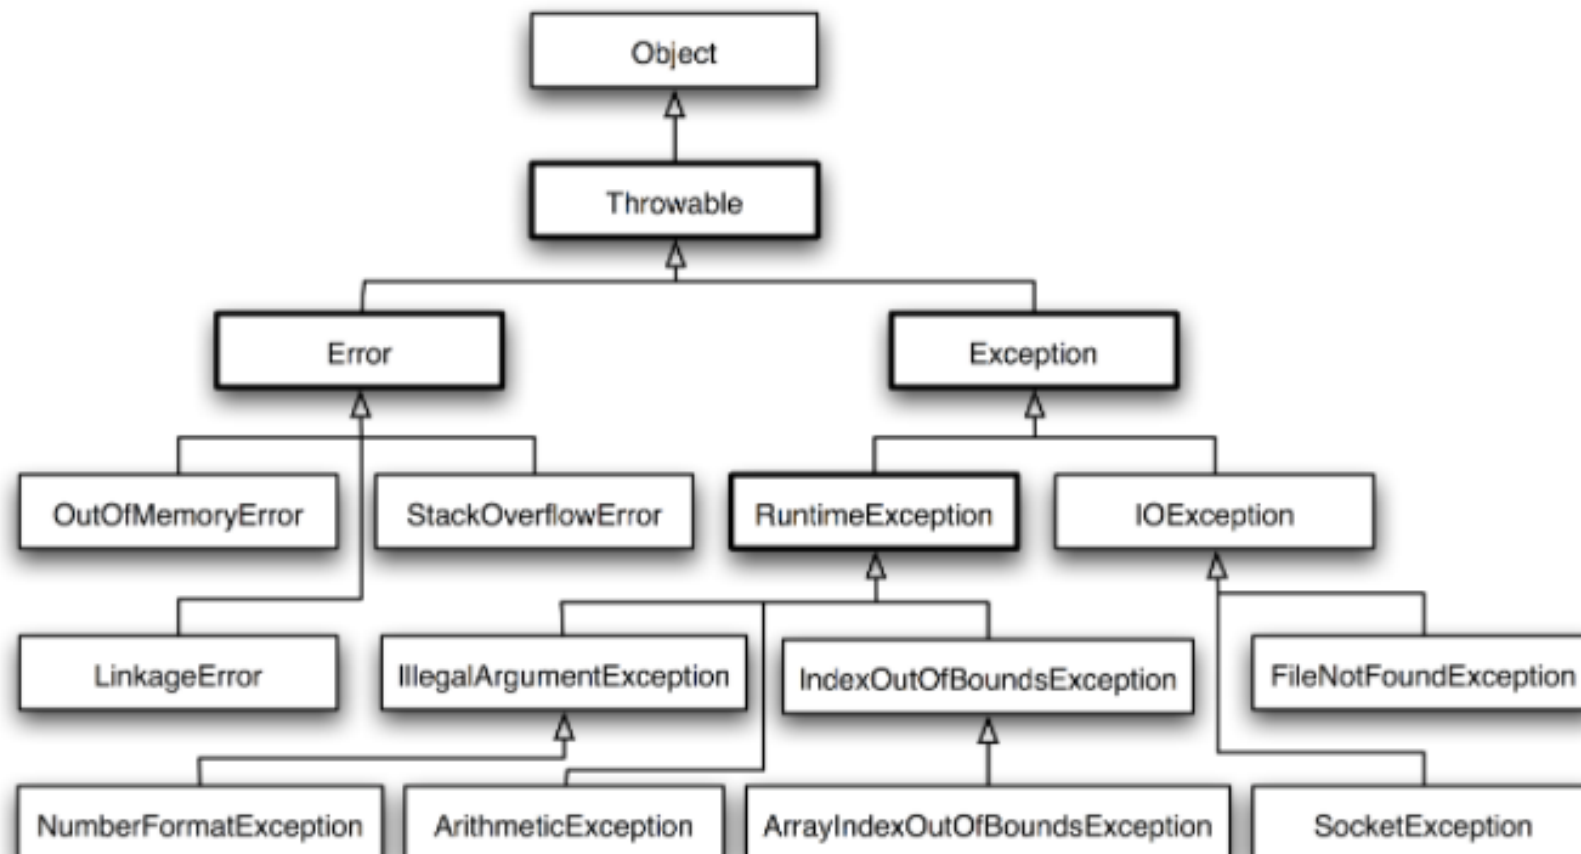 Object
Throwable
Error
Exception
OutOfMemoryError
StackOverflowError
RuntimeException
IOException
LinkageError
IllegalArgumentException
IndexOutOfBoundsException
FileNotFoundException
NumberFormatException
ArithmeticException
ArrayIndexOutOfBoundsException
SocketException